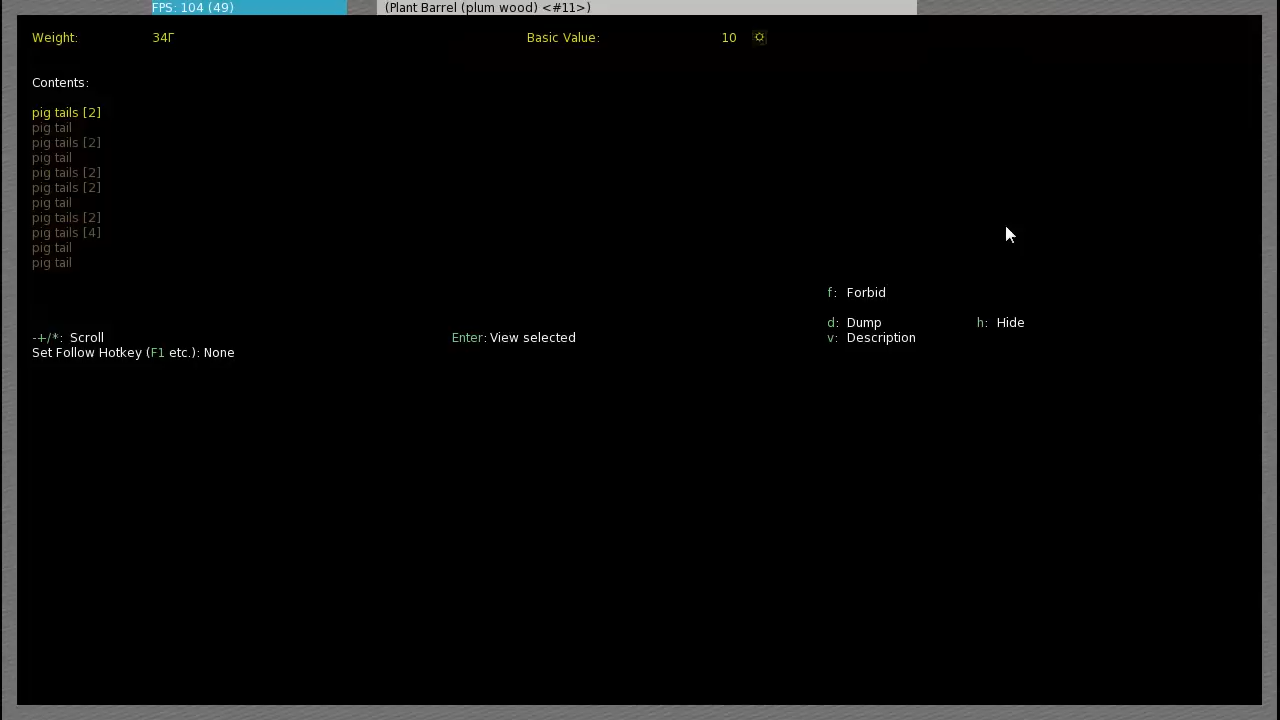 FPS: 104 (49) (Plant Barrel (plum wood) <#11>)
Weight: 34Γ Basic Value: 10 ☼
Contents:
pig tails [2]
pig tail
pig tails [2]
pig tail
pig tails [2]
pig tails [2]
pig tail
pig tails [2]
pig tails [4]
pig tail
pig tail
f: Forbid
d: Dump h: Hide
-+/*: Scroll Enter: View selected v: Description
Set Follow Hotkey (F1 etc.): None